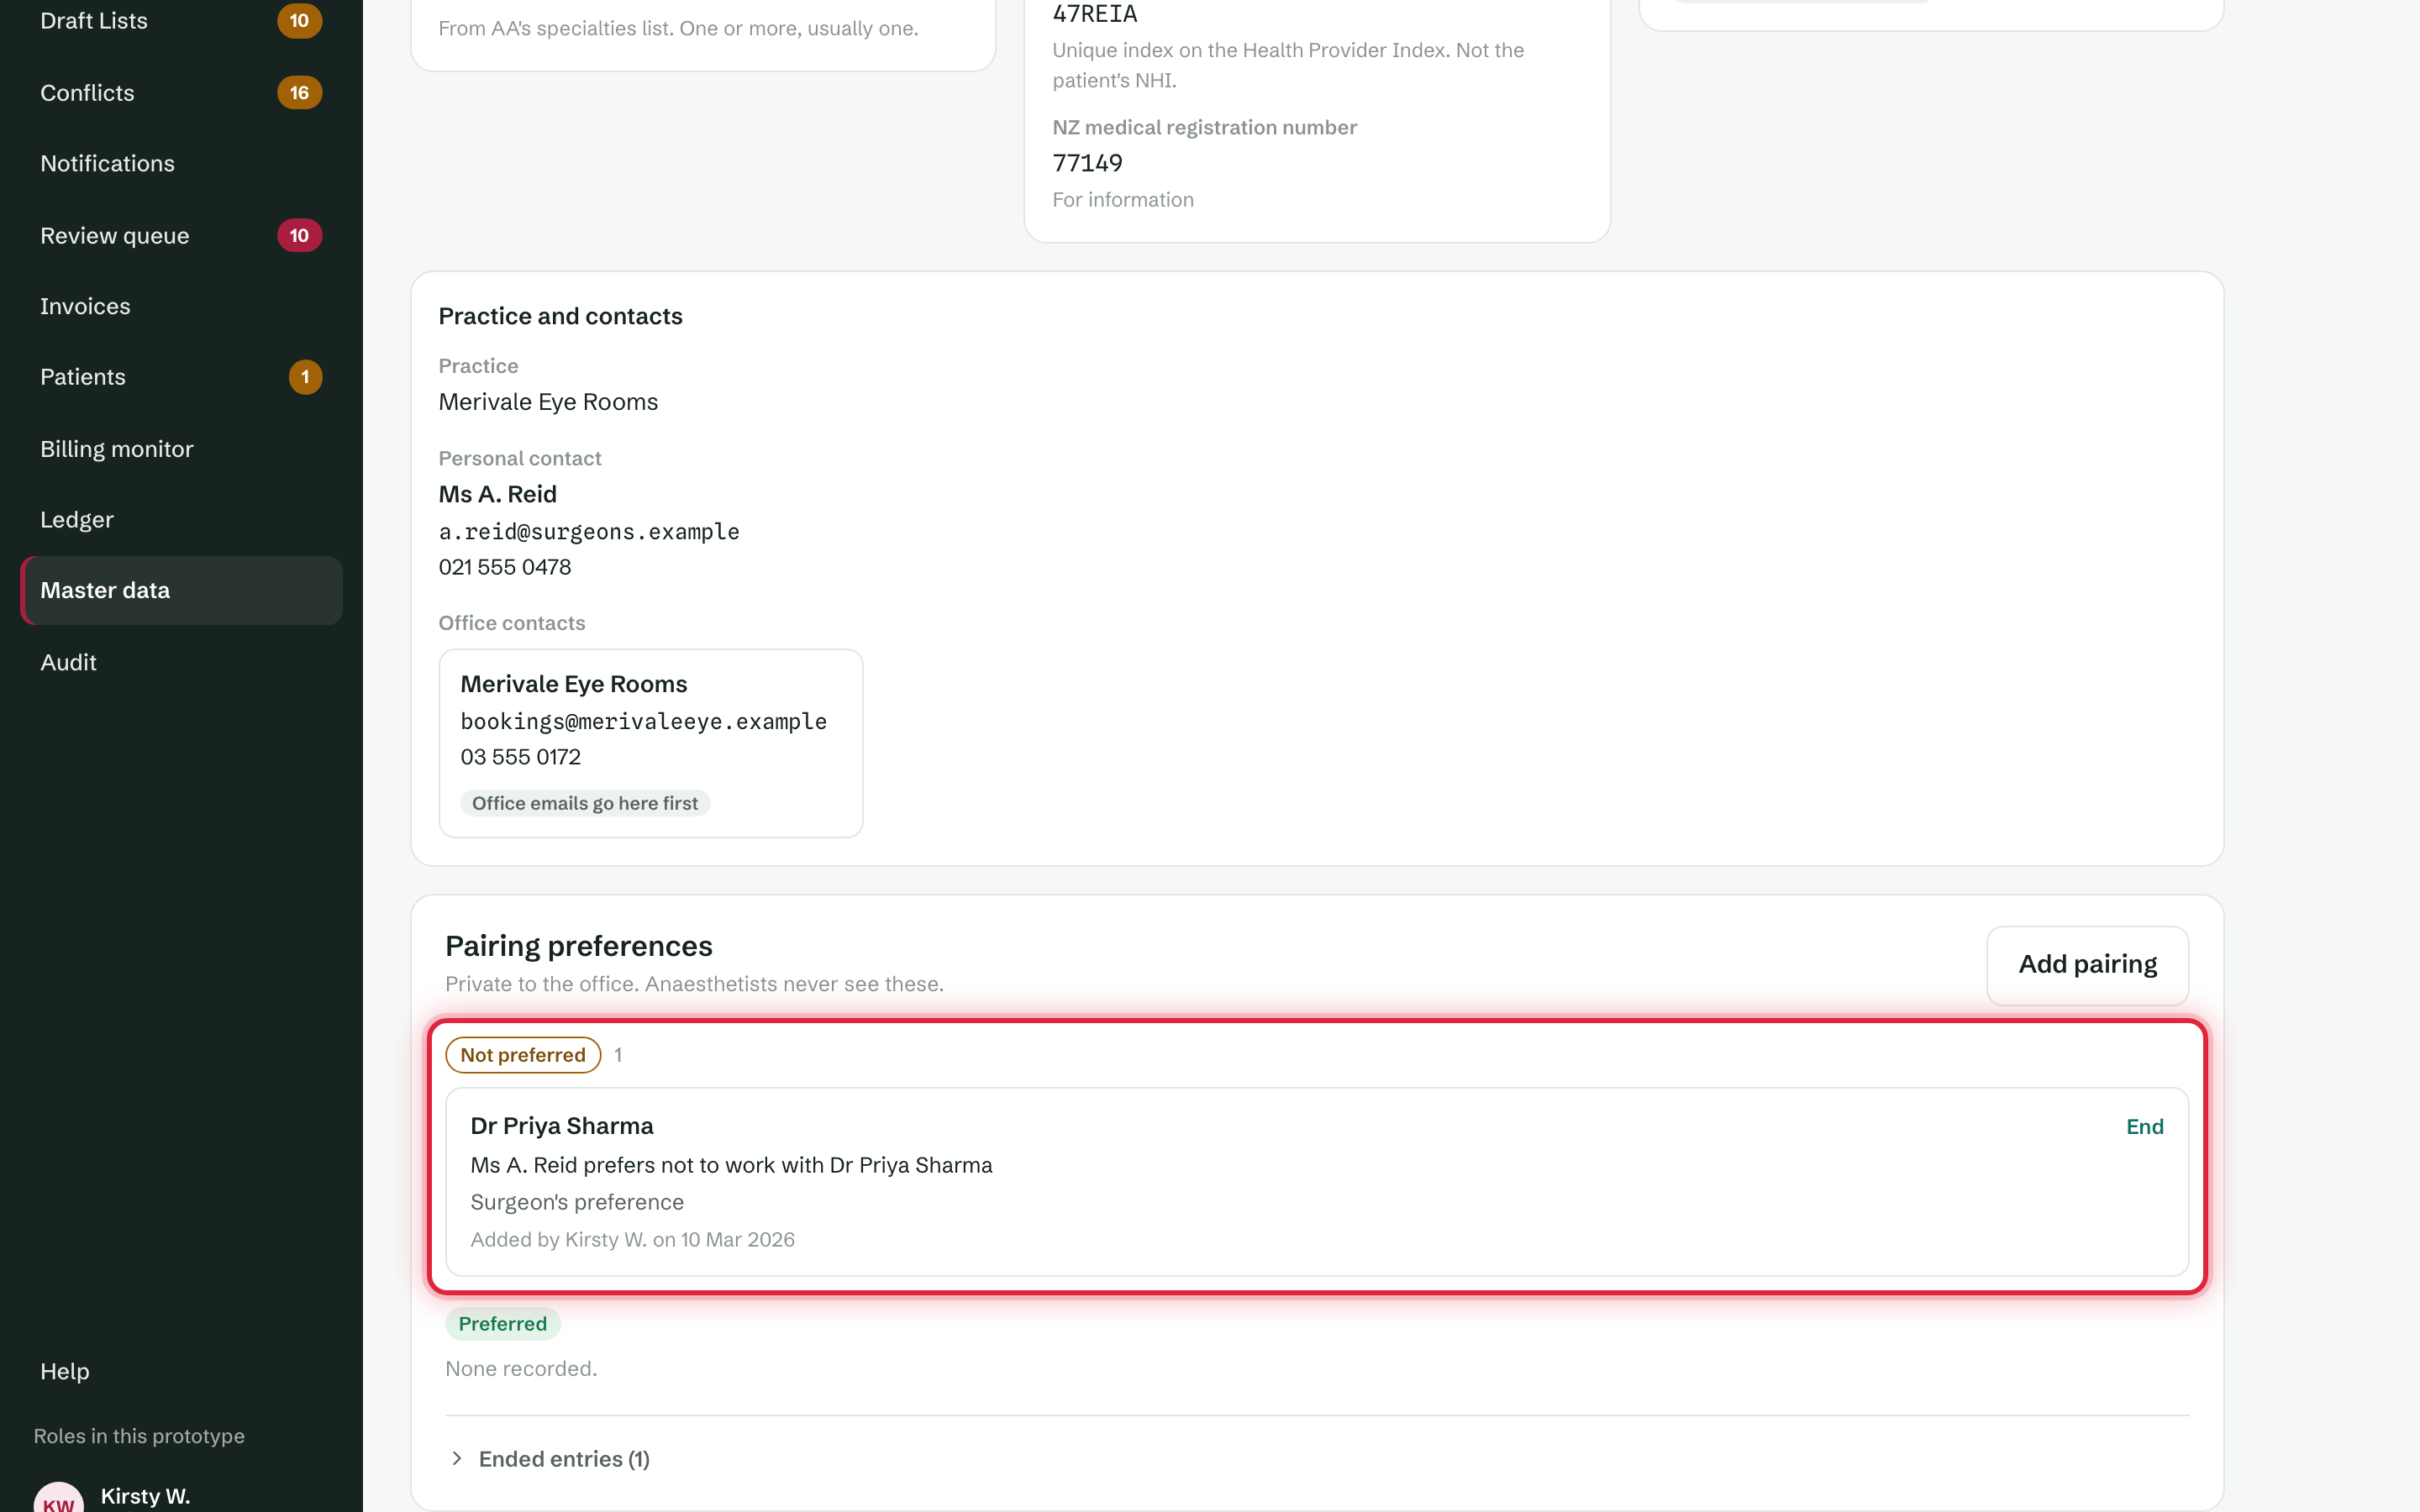 Draft Lists 10
Conflicts 16
Notifications
Review queue 10
Invoices
Patients 1
Billing monitor
Ledger
Master data
Audit
Help
Roles in this prototype
KW Kirsty W.
From AA's specialties list. One or more, usually one.
47REIA
Unique index on the Health Provider Index. Not the
patient's NHI.
NZ medical registration number
77149
For information
Practice and contacts
Practice
Merivale Eye Rooms
Personal contact
Ms A. Reid
a.reid@surgeons.example
021 555 0478
Office contacts
Merivale Eye Rooms
bookings@merivaleeye.example
03 555 0172
Office emails go here first
Pairing preferences
Private to the office. Anaesthetists never see these.
Add pairing
Not preferred 1
Dr Priya Sharma
End
Ms A. Reid prefers not to work with Dr Priya Sharma
Surgeon's preference
Added by Kirsty W. on 10 Mar 2026
Preferred
None recorded.
Ended entries (1)